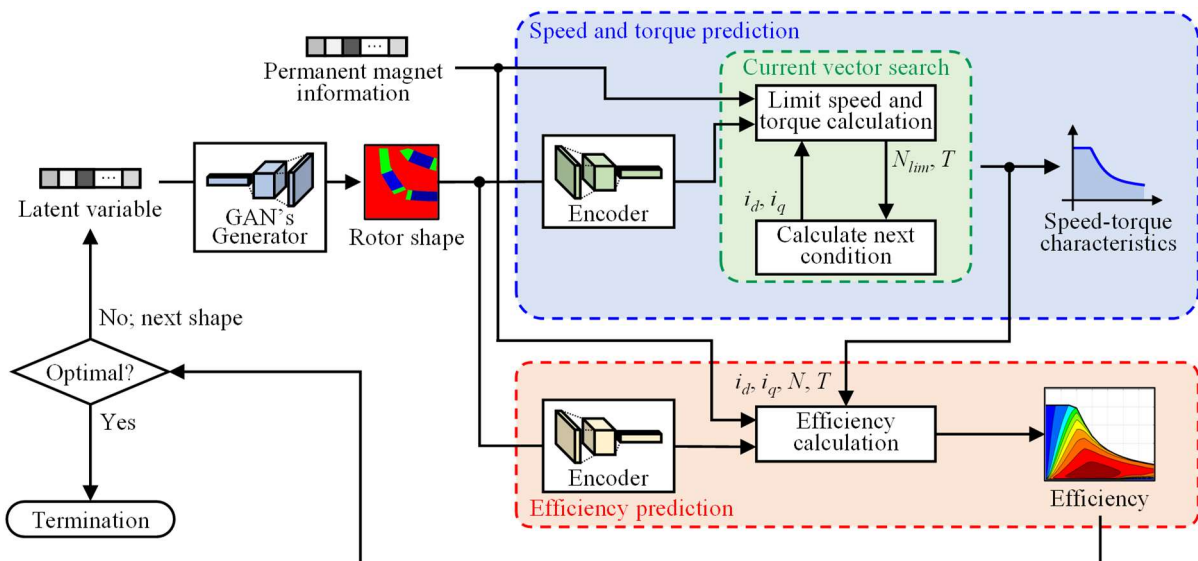 Speed and torque prediction
Permanent magnet
information
Current vector search
Limit speed and
torque calculation
N_lim, T
i_d, i_q
Calculate next
condition
Encoder
Latent variable
GAN's
Generator
Rotor shape
Speed-torque
characteristics
No; next shape
Optimal?
Yes
Termination
i_d, i_q, N, T
Efficiency
calculation
Encoder
Efficiency
Efficiency prediction